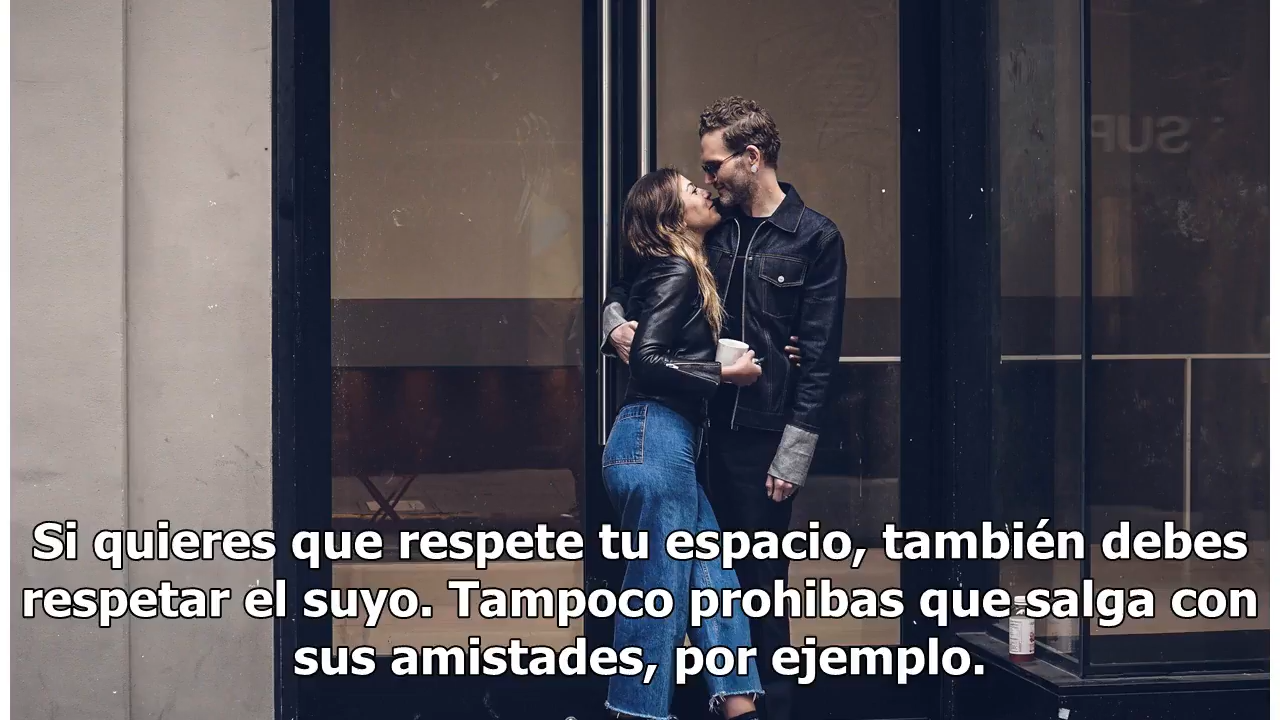 SUP
Si quieres que respete tu espacio, también debes
respetar el suyo. Tampoco prohibas que salga con
sus amistades, por ejemplo.